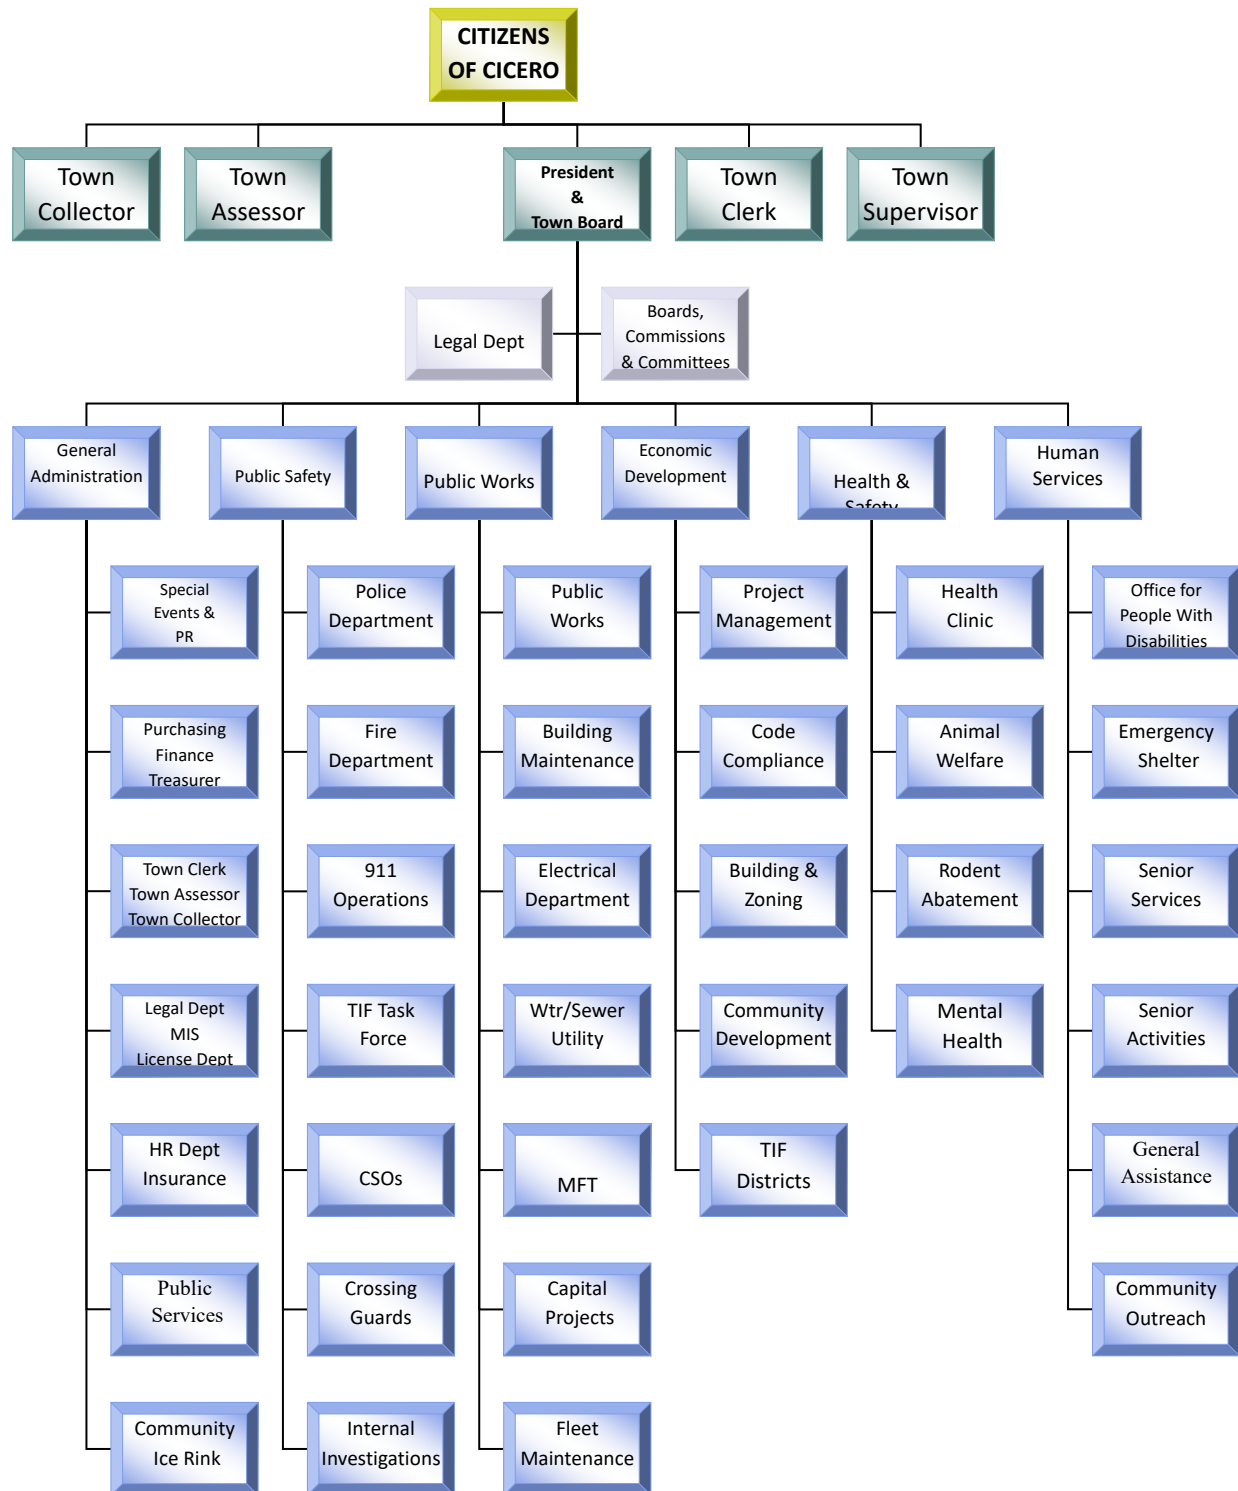 CITIZENS
OF CICERO
Town
Collector
Town
Assessor
President
&
Town Board
Town
Clerk
Town
Supervisor
Legal Dept
Boards,
Commissions
& Committees
General
Administration
Public Safety
Public Works
Economic
Development
Health &
Safety
Human
Services
Special
Events &
PR
Police
Department
Public
Works
Project
Management
Health
Clinic
Office for
People With
Disabilities
Purchasing
Finance
Treasurer
Fire
Department
Building
Maintenance
Code
Compliance
Animal
Welfare
Emergency
Shelter
Town Clerk
Town Assessor
Town Collector
911
Operations
Electrical
Department
Building &
Zoning
Rodent
Abatement
Senior
Services
Legal Dept
MIS
License Dept
TIF Task
Force
Wtr/Sewer
Utility
Community
Development
Mental
Health
Senior
Activities
HR Dept
Insurance
CSOs
MFT
TIF
Districts
General
Assistance
Public
Services
Crossing
Guards
Capital
Projects
Community
Outreach
Community
Ice Rink
Internal
Investigations
Fleet
Maintenance